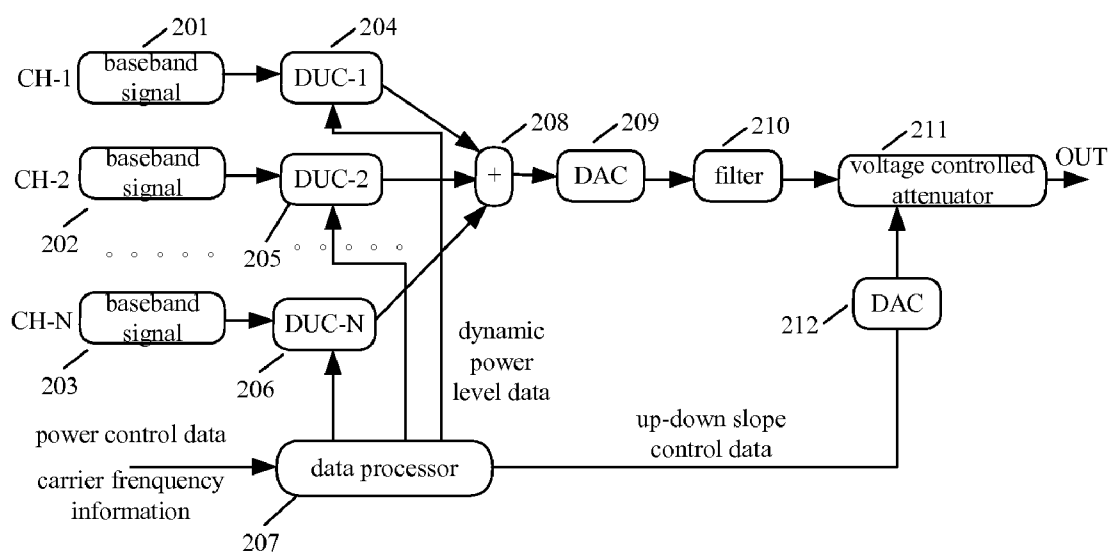 201
204
CH-1
baseband
signal
DUC-1
208
209
210
211
CH-2
baseband
signal
DUC-2
+
DAC
filter
voltage controlled
attenuator
OUT
202
205
CH-N
baseband
signal
DUC-N
DAC
212
203
206
dynamic
power
level data
power control data
up-down slope
control data
data processor
carrier frenquency
information
207